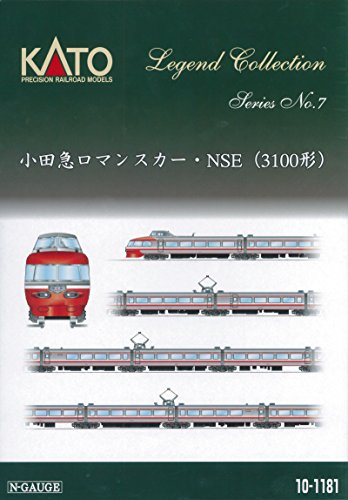 KATO
PRECISION RAILROAD MODELS
Legend Collection
Series No.7
小田急ロマンスカー・NSE（3100形）
N-GAUGE
10-1181